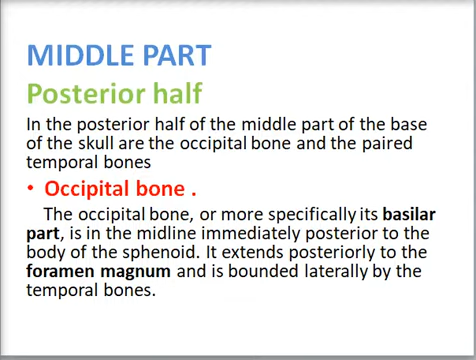 MIDDLE PART
Posterior half
In the posterior half of the middle part of the base
of the skull are the occipital bone and the paired
temporal bones
• Occipital bone .
The occipital bone, or more specifically its basilar
part, is in the midline immediately posterior to the
body of the sphenoid. It extends posteriorly to the
foramen magnum and is bounded laterally by the
temporal bones.